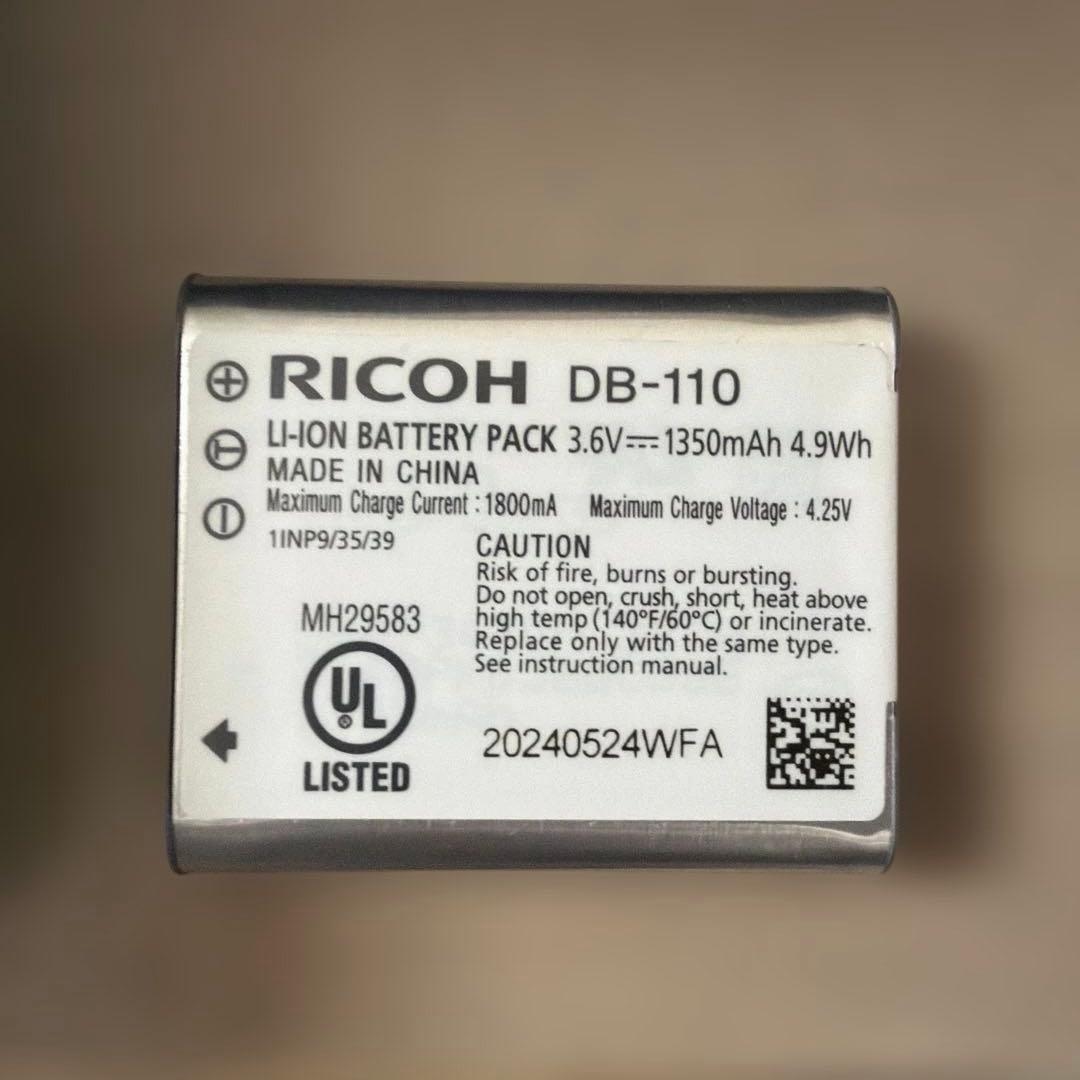 RICOH DB-110
LI-ION BATTERY PACK 3.6V⎓1350mAh 4.9Wh
MADE IN CHINA
Maximum Charge Current : 1800mA Maximum Charge Voltage : 4.25V
1INP9/35/39
CAUTION
Risk of fire, burns or bursting.
Do not open, crush, short, heat above
high temp (140°F/60°C) or incinerate.
Replace only with the same type.
See instruction manual.
MH29583
UL
®
LISTED
20240524WFA